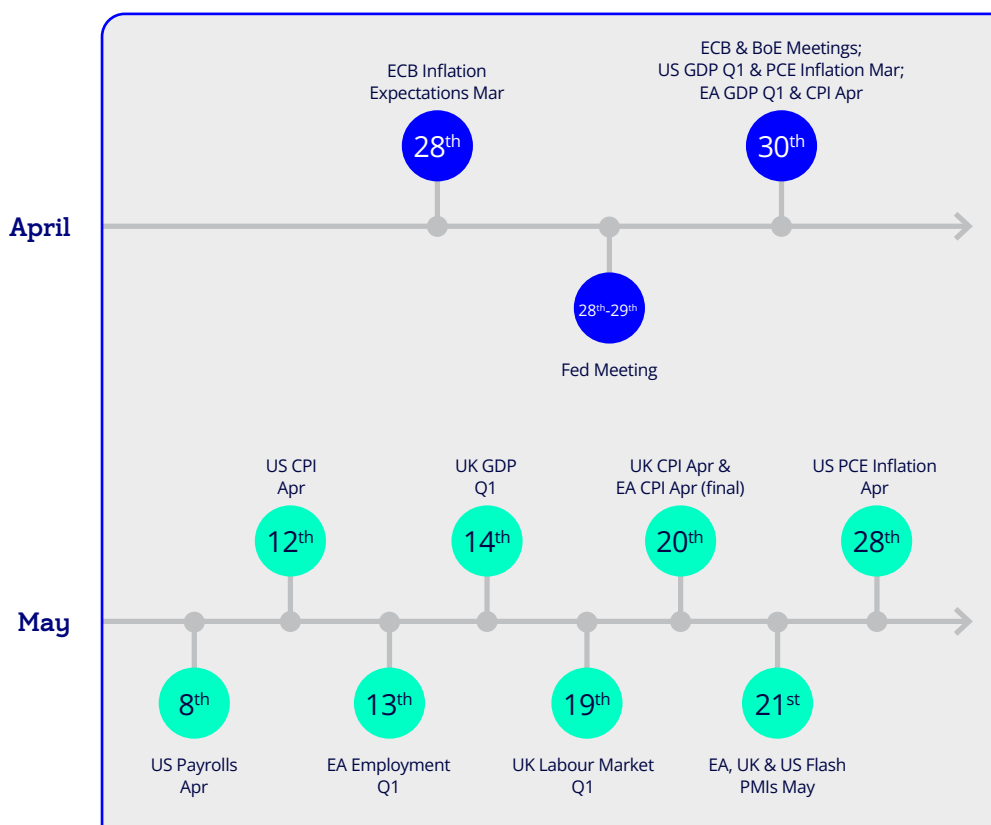 ECB Inflation
Expectations Mar
28th
ECB & BoE Meetings;
US GDP Q1 & PCE Inflation Mar;
EA GDP Q1 & CPI Apr
30th
April
28th-29th
Fed Meeting
US CPI
Apr
12th
UK GDP
Q1
14th
UK CPI Apr &
EA CPI Apr (final)
20th
US PCE Inflation
Apr
28th
May
8th
US Payrolls
Apr
13th
EA Employment
Q1
19th
UK Labour Market
Q1
21st
EA, UK & US Flash
PMIs May